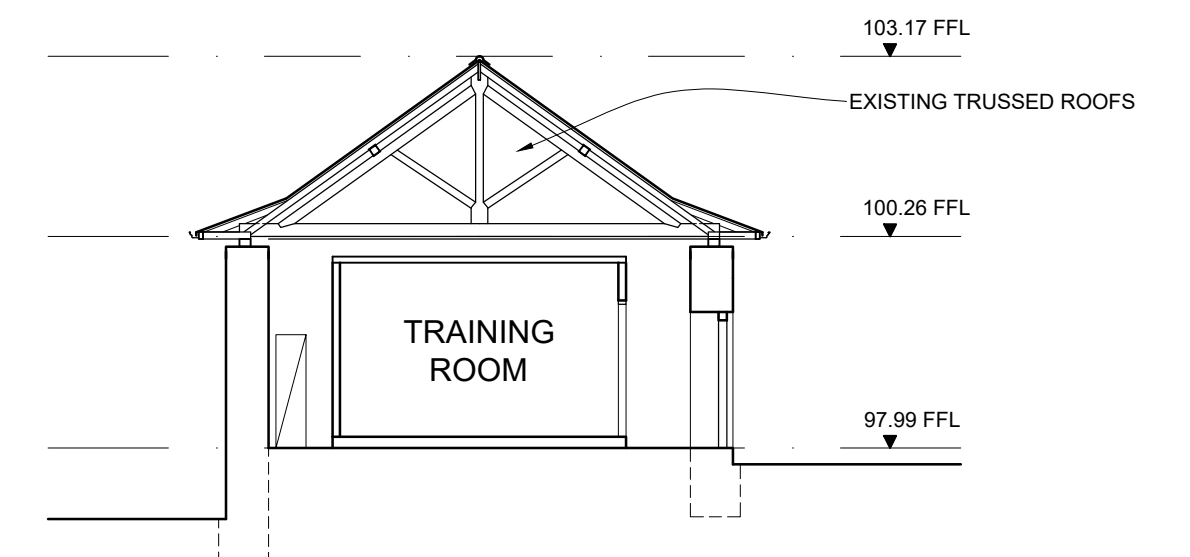 103.17 FFL
EXISTING TRUSSED ROOFS
100.26 FFL
TRAINING
ROOM
97.99 FFL